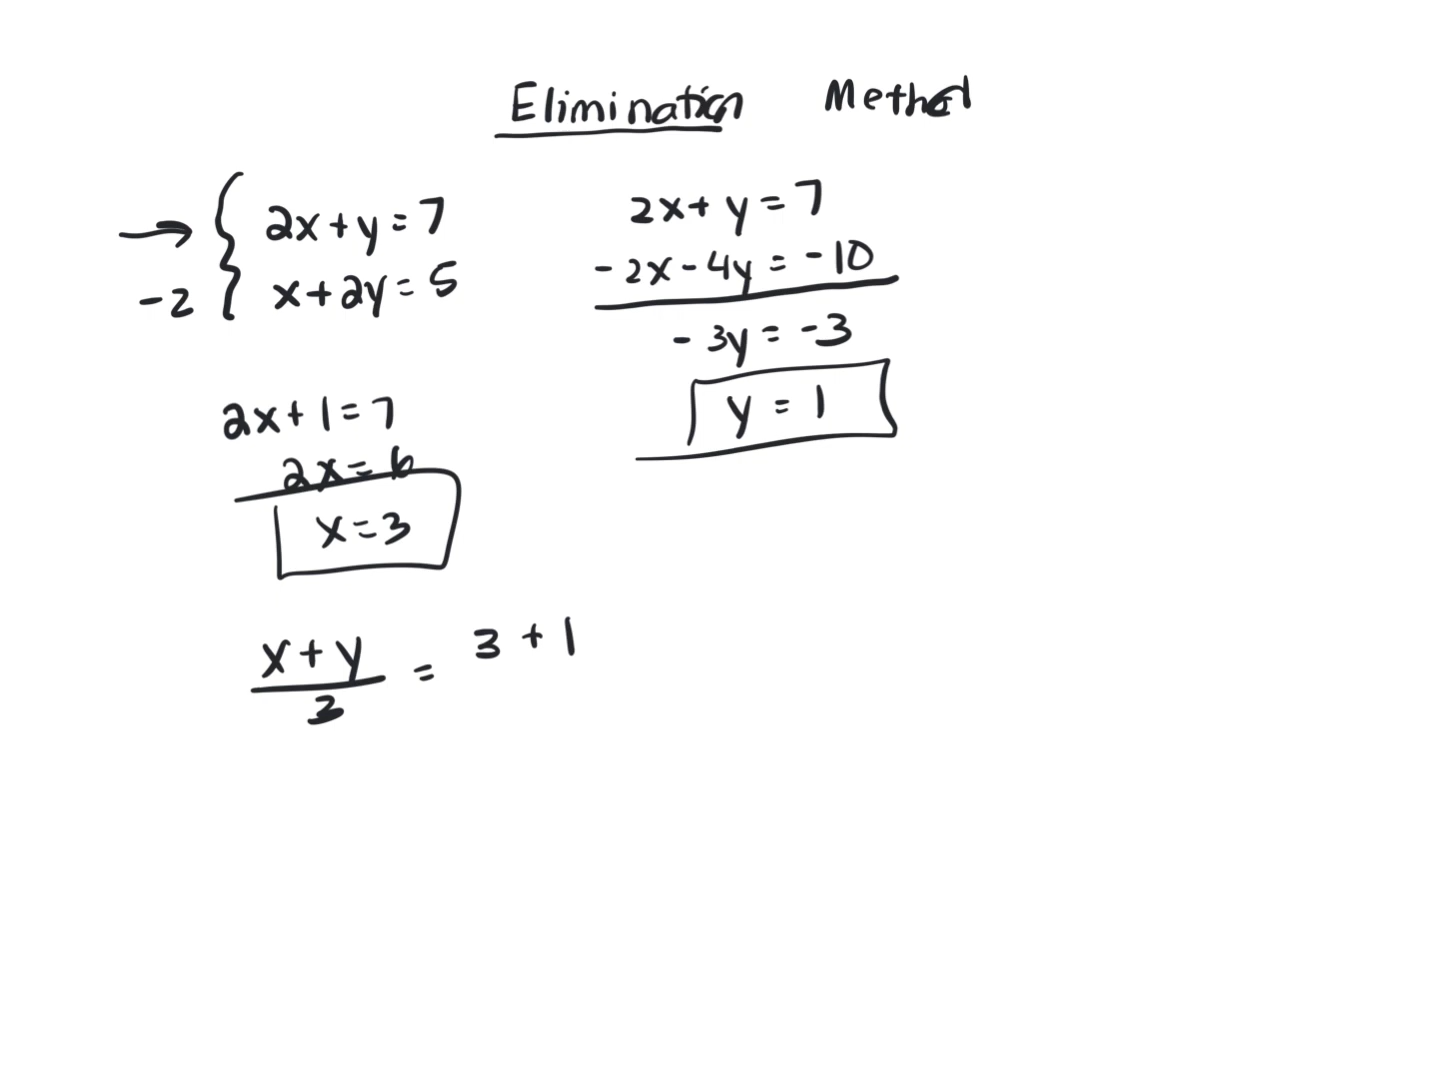 Elimination Method
2x+y=7
-2 x+2y=5
2x+y=7
-2x-4y=-10
-3y=-3
y=1
2x+1=7
2x=6
x=3
x+y = 3+1